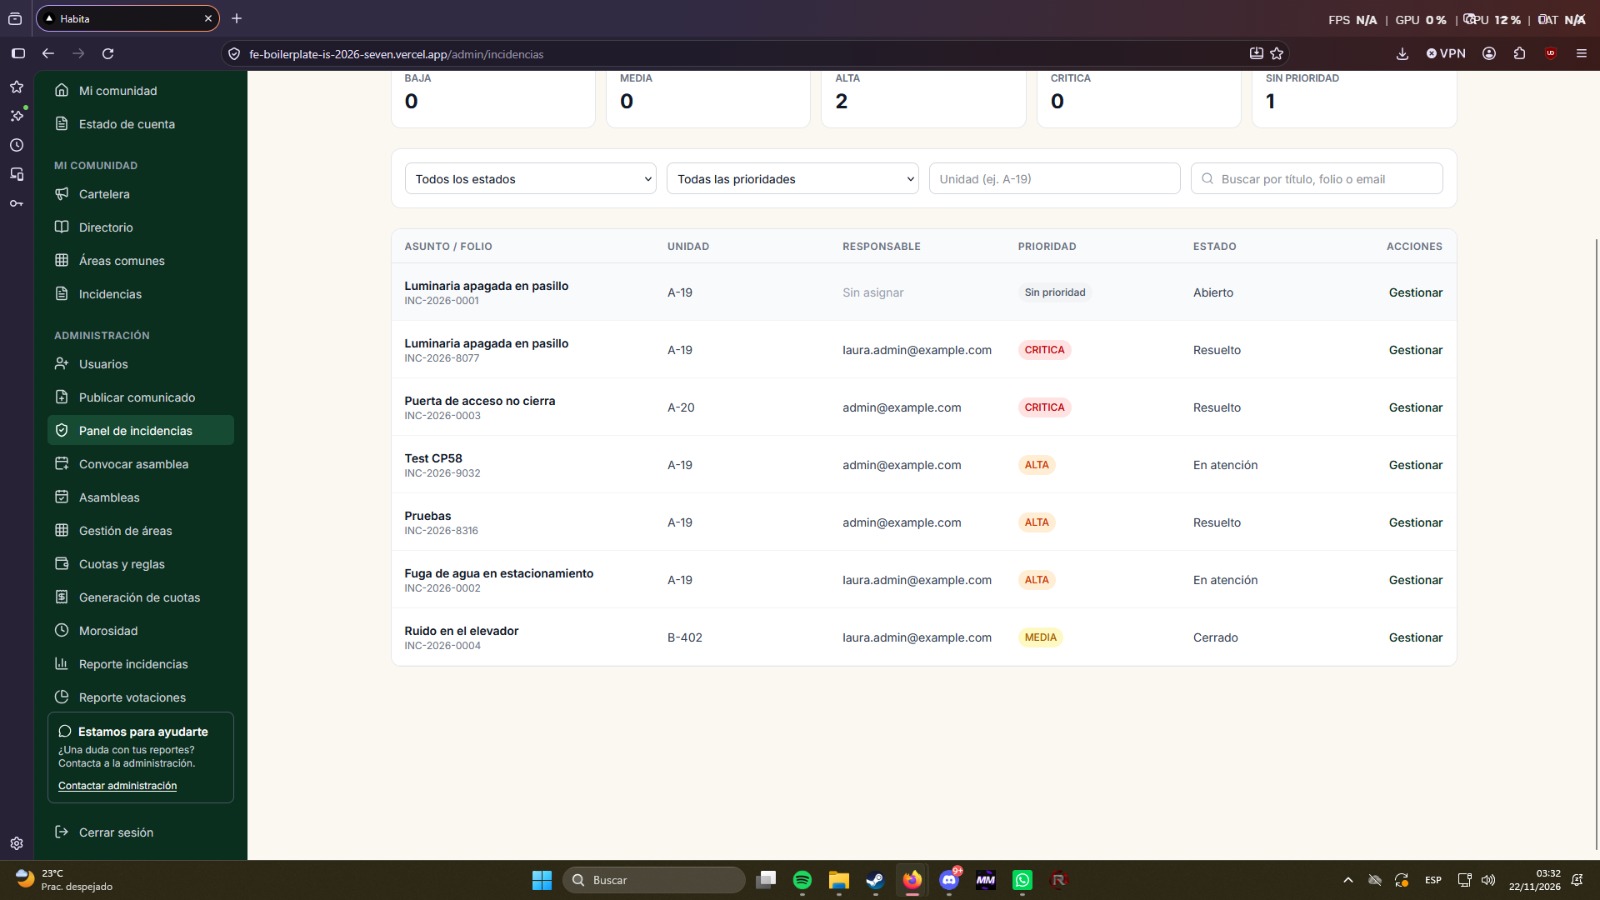 Habita
FPS N/A | GPU 0 % | CPU 12 % | LAT N/A
fe-boilerplate-is-2026-seven.vercel.app/admin/incidencias
VPN
Mi comunidad
Estado de cuenta
MI COMUNIDAD
Cartelera
Directorio
Áreas comunes
Incidencias
ADMINISTRACIÓN
Usuarios
Publicar comunicado
Panel de incidencias
Convocar asamblea
Asambleas
Gestión de áreas
Cuotas y reglas
Generación de cuotas
Morosidad
Reporte incidencias
Reporte votaciones
Estamos para ayudarte
¿Una duda con tus reportes?
Contacta a la administración.
Contactar administración
Cerrar sesión
BAJA MEDIA ALTA CRITICA SIN PRIORIDAD
0 0 2 0 1
Todos los estados Todas las prioridades Unidad (ej. A-19) Buscar por título, folio o email
ASUNTO / FOLIO UNIDAD RESPONSABLE PRIORIDAD ESTADO ACCIONES
Luminaria apagada en pasillo
INC-2026-0001
A-19 Sin asignar Sin prioridad Abierto Gestionar
Luminaria apagada en pasillo
INC-2026-8077
A-19 laura.admin@example.com CRITICA Resuelto Gestionar
Puerta de acceso no cierra
INC-2026-0003
A-20 admin@example.com CRITICA Resuelto Gestionar
Test CP58
INC-2026-9032
A-19 admin@example.com ALTA En atención Gestionar
Pruebas
INC-2026-8316
A-19 admin@example.com ALTA Resuelto Gestionar
Fuga de agua en estacionamiento
INC-2026-0002
A-19 laura.admin@example.com ALTA En atención Gestionar
Ruido en el elevador
INC-2026-0004
B-402 laura.admin@example.com MEDIA Cerrado Gestionar
23°C
Prac. despejado
Buscar
9+
MM
ESP
03:32
22/11/2026